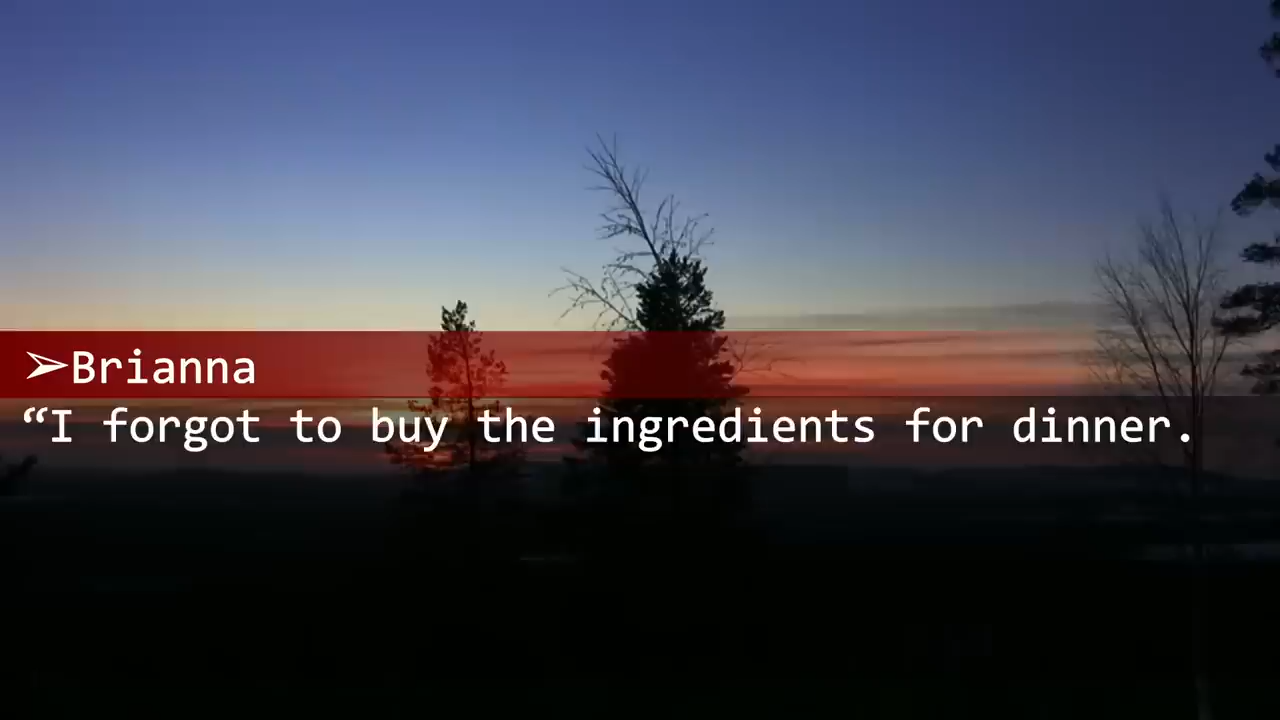 ➢Brianna
“I forgot to buy the ingredients for dinner.